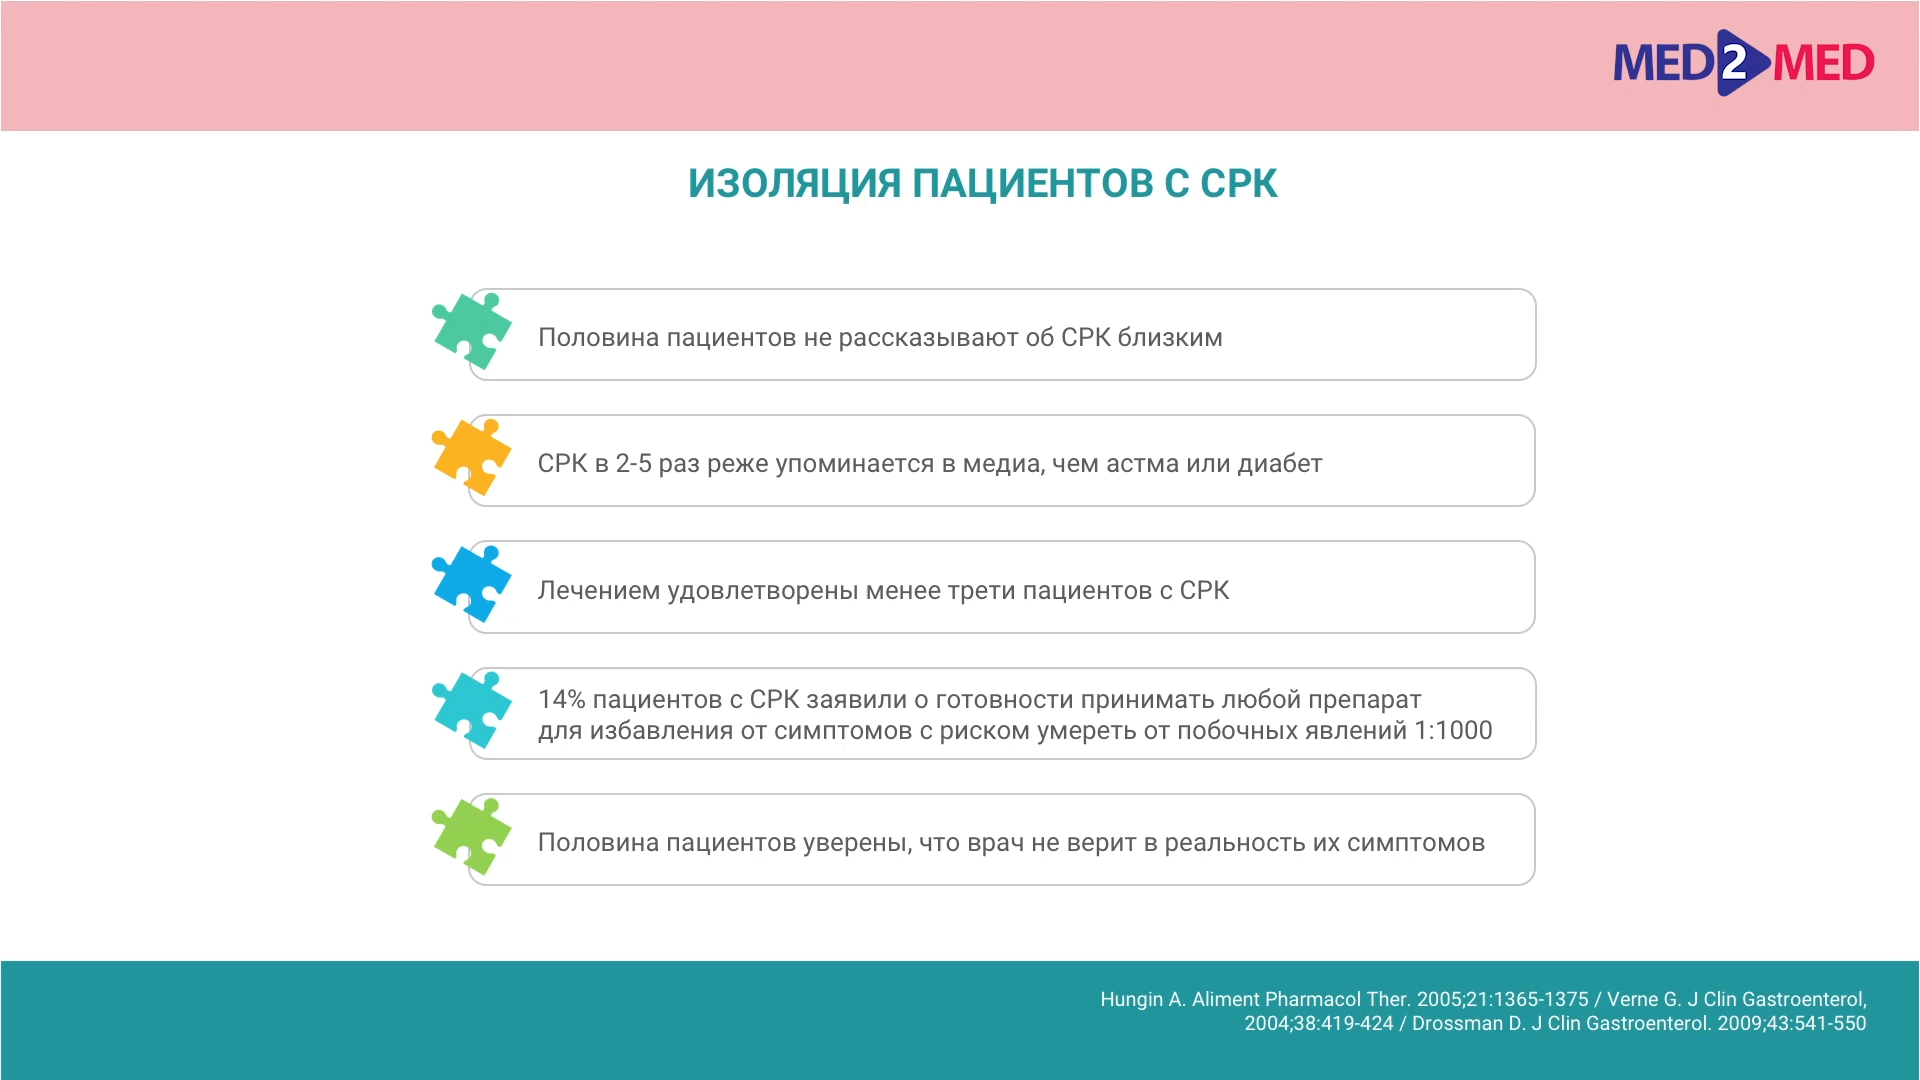 MED2MED
ИЗОЛЯЦИЯ ПАЦИЕНТОВ С СРК
Половина пациентов не рассказывают об СРК близким
СРК в 2-5 раз реже упоминается в медиа, чем астма или диабет
Лечением удовлетворены менее трети пациентов с СРК
14% пациентов с СРК заявили о готовности принимать любой препарат
для избавления от симптомов с риском умереть от побочных явлений 1:1000
Половина пациентов уверены, что врач не верит в реальность их симптомов
Hungin A. Aliment Pharmacol Ther. 2005;21:1365-1375 / Verne G. J Clin Gastroenterol,
2004;38:419-424 / Drossman D. J Clin Gastroenterol. 2009;43:541-550